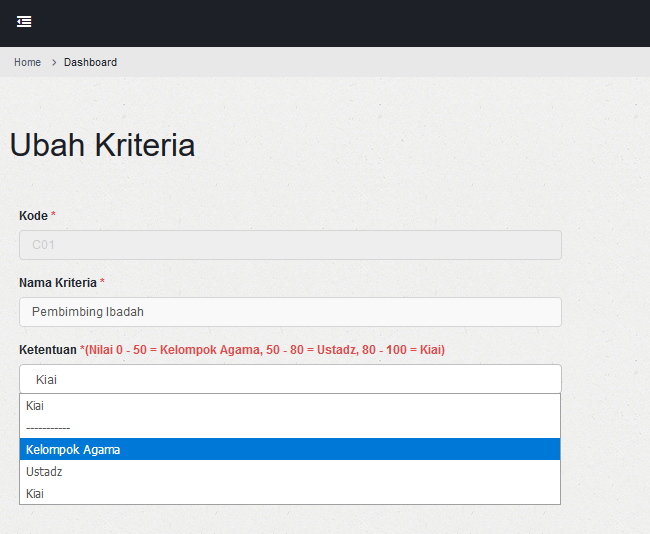 Home > Dashboard
Ubah Kriteria
Kode *
C01
Nama Kriteria *
Pembimbing Ibadah
Ketentuan *(Nilai 0 - 50 = Kelompok Agama, 50 - 80 = Ustadz, 80 - 100 = Kiai)
Kiai
Kiai
-----------
Kelompok Agama
Ustadz
Kiai